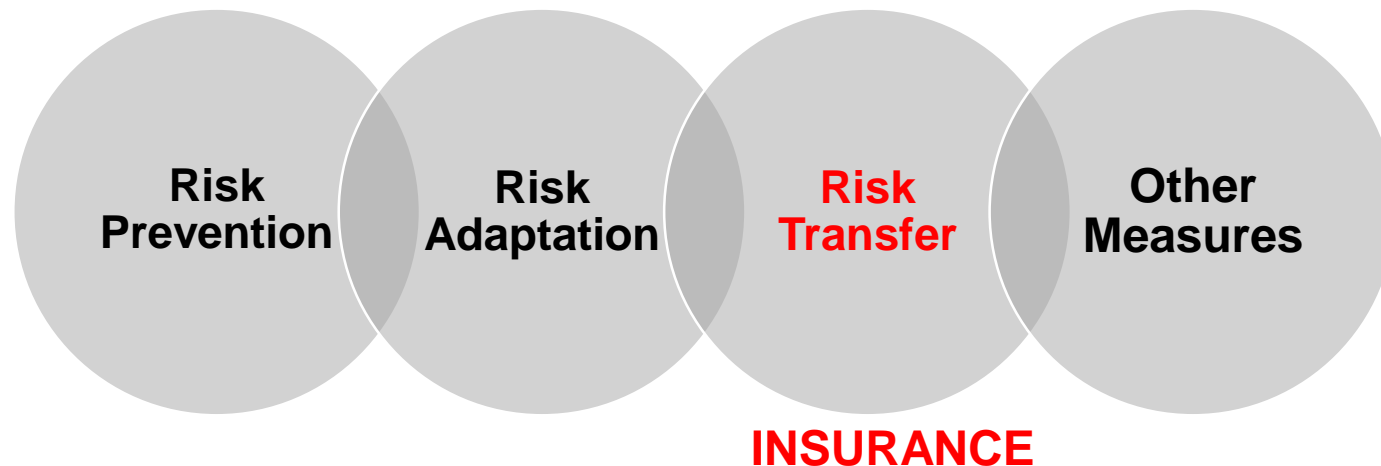 Risk
Prevention
Risk
Adaptation
Risk
Transfer
Other
Measures
INSURANCE